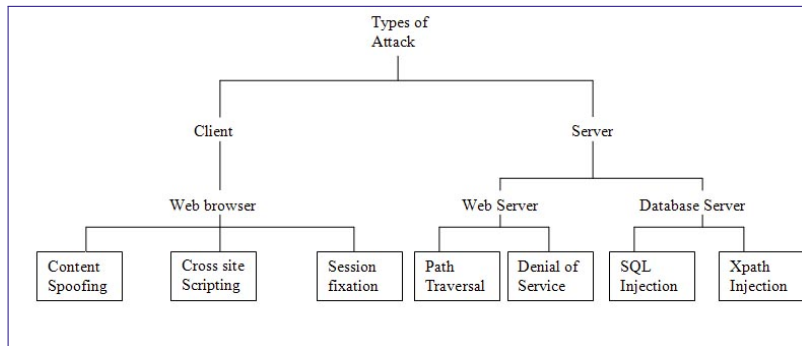 Types of
Attack
Client
Server
Web browser
Web Server
Database Server
Content
Spoofing
Cross site
Scripting
Session
fixation
Path
Traversal
Denial of
Service
SQL
Injection
Xpath
Injection